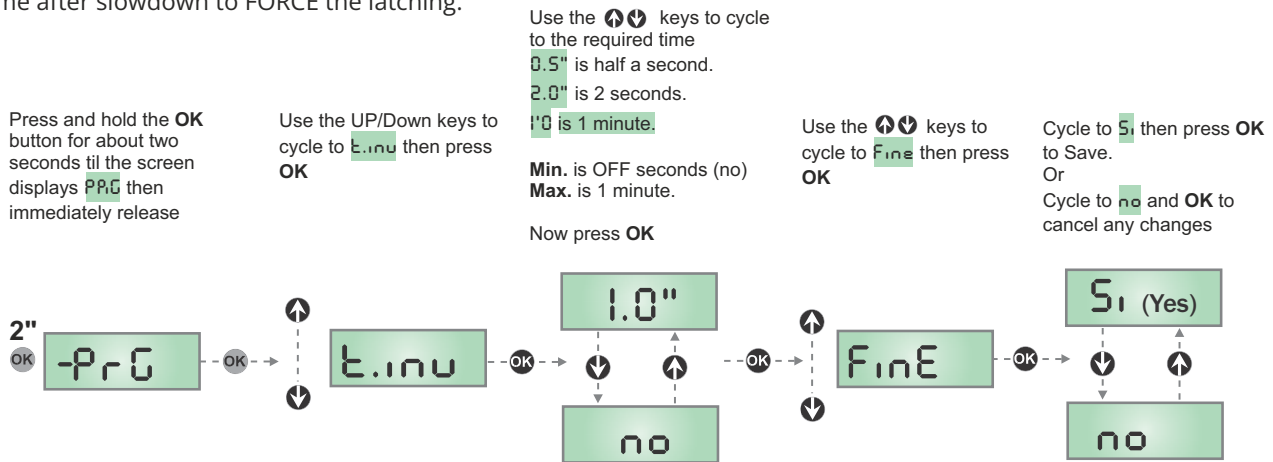 me after slowdown to FORCE the latching.
Press and hold the OK
button for about two
seconds til the screen
displays PRG then
immediately release
Use the UP/Down keys to
cycle to t.inu then press
OK
Use the keys to cycle
to the required time
0.5" is half a second.
2.0" is 2 seconds.
1'0 is 1 minute.
Min. is OFF seconds (no)
Max. is 1 minute.
Now press OK
Use the keys to
cycle to Fine then press
OK
Cycle to Si then press OK
to Save.
Or
Cycle to no and OK to
cancel any changes
2"
OK
-PrG
OK
t.inu
OK
1.0"
no
OK
FinE
OK
Si (Yes)
no